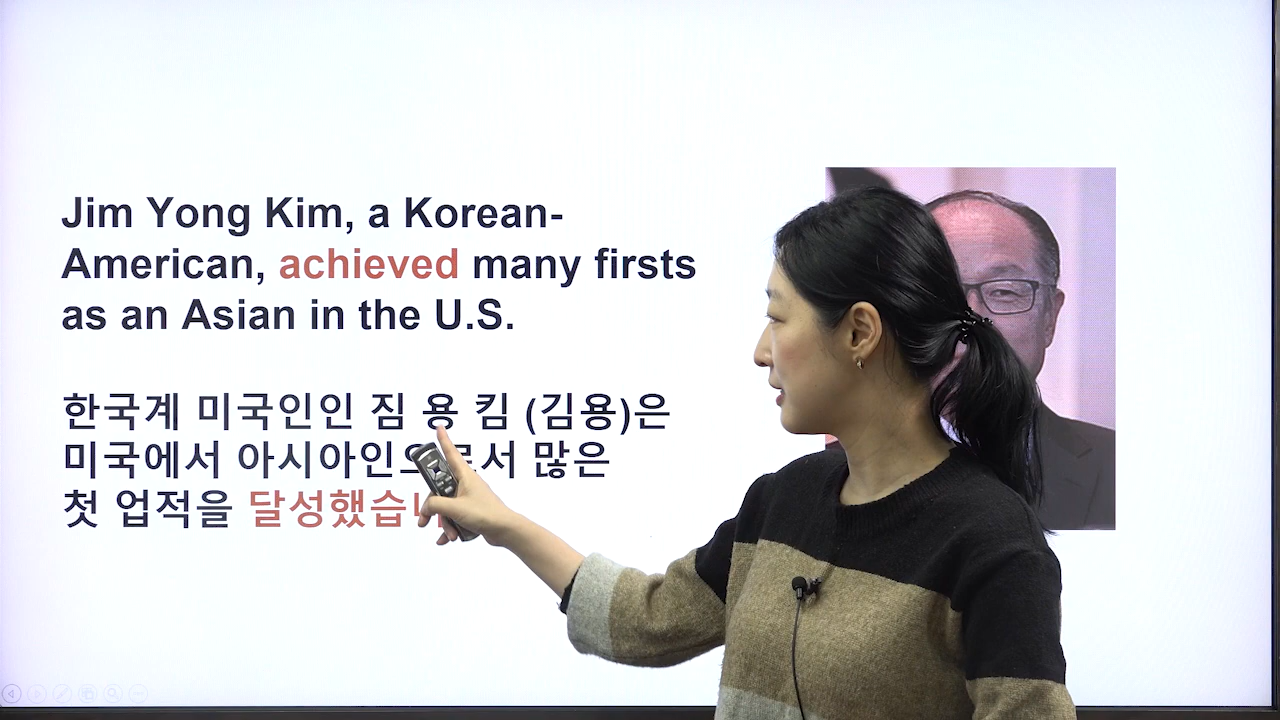 Jim Yong Kim, a Korean-
American, achieved many firsts
as an Asian in the U.S.
한국계 미국인인 짐 용 킴 (김용)은
미국에서 많은
첫 업적을